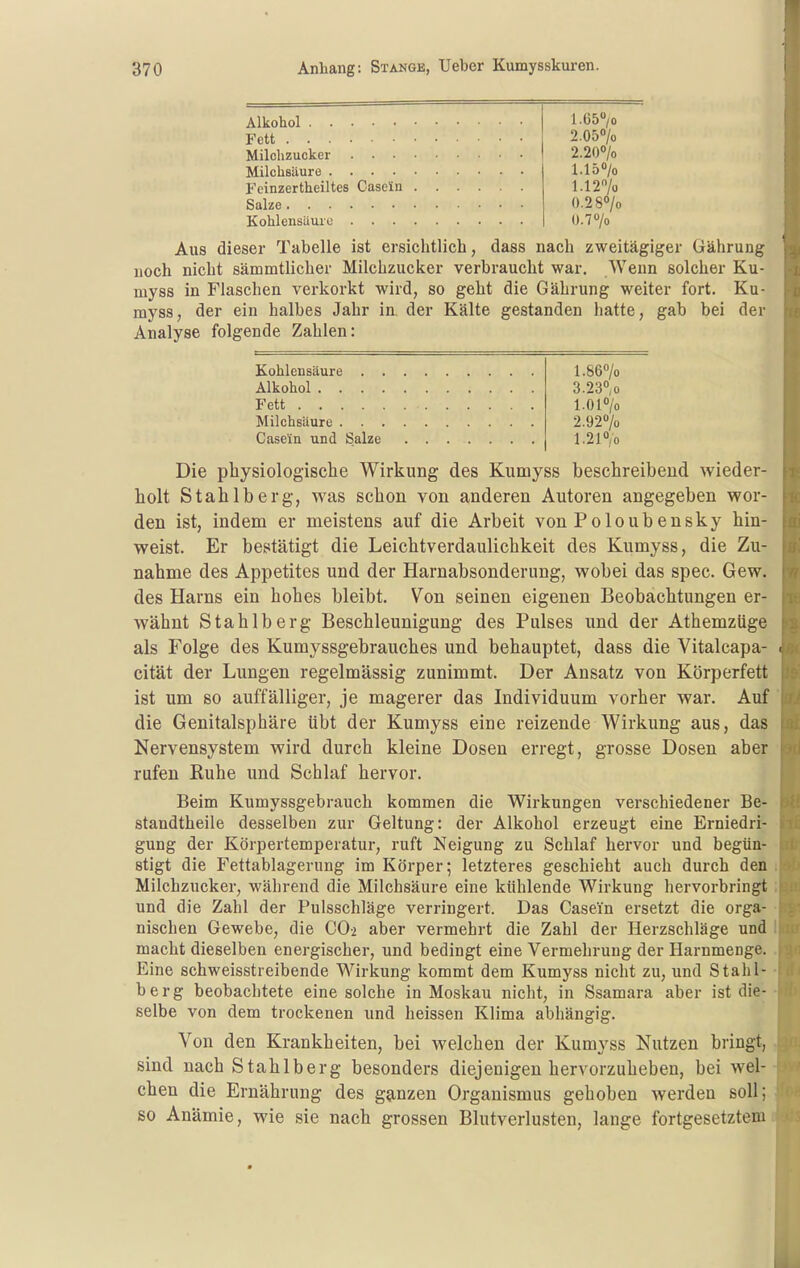 370 Anhang: Stange, Ueber Kumysskuren.
Alkohol . . . . . . . . . . . . 1.65%
Fett . . . . . . . . . . . . . 2.05%
Milchzucker . . . . . . . . . . 2.20%
Milchsäure . . . . . . . . . . . 1.15%
Feinzertheiltes Caseïn . . . . . . 1.12%
Salze . . . . . . . . . . . . . 0.28%
Kohlensäure . . . . . . . . . . 0.7%
Aus dieser Tabelle ist ersichtlich, dass nach zweitägiger Gährung
noch nicht sämmtlicher Milchzucker verbraucht war. Wenn solcher Ku-
myss in Flaschen verkorkt wird, so geht die Gährung weiter fort. Ku-
myss, der ein halbes Jahr in der Kälte gestanden hatte, gab bei der
Analyse folgende Zahlen:
Kohlensäure . . . . . . . . . . 1.86%
Alkohol . . . . . . . . . . . . 3.23%
Fett . . . . . . . . . . . . . 1.01%
Milchsäure . . . . . . . . . . . 2.92%
Caseïn und Salze . . . . . . . 1.21%
Die physiologische Wirkung des Kumyss beschreibend wieder-
holt Stahlberg, was schon von anderen Autoren angegeben wor-
den ist, indem er meistens auf die Arbeit von Poloubensky hin-
weist. Er bestätigt die Leichtverdaulichkeit des Kumyss, die Zu-
nahme des Appetites und der Harnabsonderung, wobei das spec. Gew.
des Harns ein hohes bleibt. Von seinen eigenen Beobachtungen er-
wähnt Stahlberg Beschleunigung des Pulses und der Athemzüge
als Folge des Kumyssgebrauches und behauptet, dass die Vitalcapa-
cität der Lungen regelmässig zunimmt. Der Ansatz von Körperfett
ist um so auffälliger, je magerer das Individuum vorher war. Auf
die Genitalsphäre übt der Kumyss eine reizende Wirkung aus, das
Nervensystem wird durch kleine Dosen erregt, grosse Dosen aber
rufen Ruhe und Schlaf hervor.
Beim Kumyssgebrauch kommen die Wirkungen verschiedener Be-
standtheile desselben zur Geltung: der Alkohol erzeugt eine Erniedri-
gung der Körpertemperatur, ruft Neigung zu Schlaf hervor und begün-
stigt die Fettablagerung im Körper; letzteres geschieht auch durch den
Milchzucker, während die Milchsäure eine kühlende Wirkung hervorbringt
und die Zahl der Pulsschläge verringert. Das Caseïn ersetzt die orga-
nischen Gewebe, die CO2 aber vermehrt die Zahl der Herzschläge und
macht dieselben energischer, und bedingt eine Vermehrung der Harnmenge.
Eine schweisstreibende Wirkung kommt dem Kumyss nicht zu, und Stahl-
berg beobachtete eine solche in Moskau nicht, in Ssamara aber ist die-
selbe von dem trockenen und heissen Klima abhängig.
Von den Krankheiten, bei welchen der Kumyss Nutzen bringt,
sind nach Stahlberg besonders diejenigen hervorzuheben, bei wel-
chen die Ernährung des ganzen Organismus gehoben werden soll;
so Anämie, wie sie nach grossen Blutverlusten, lange fortgesetztem